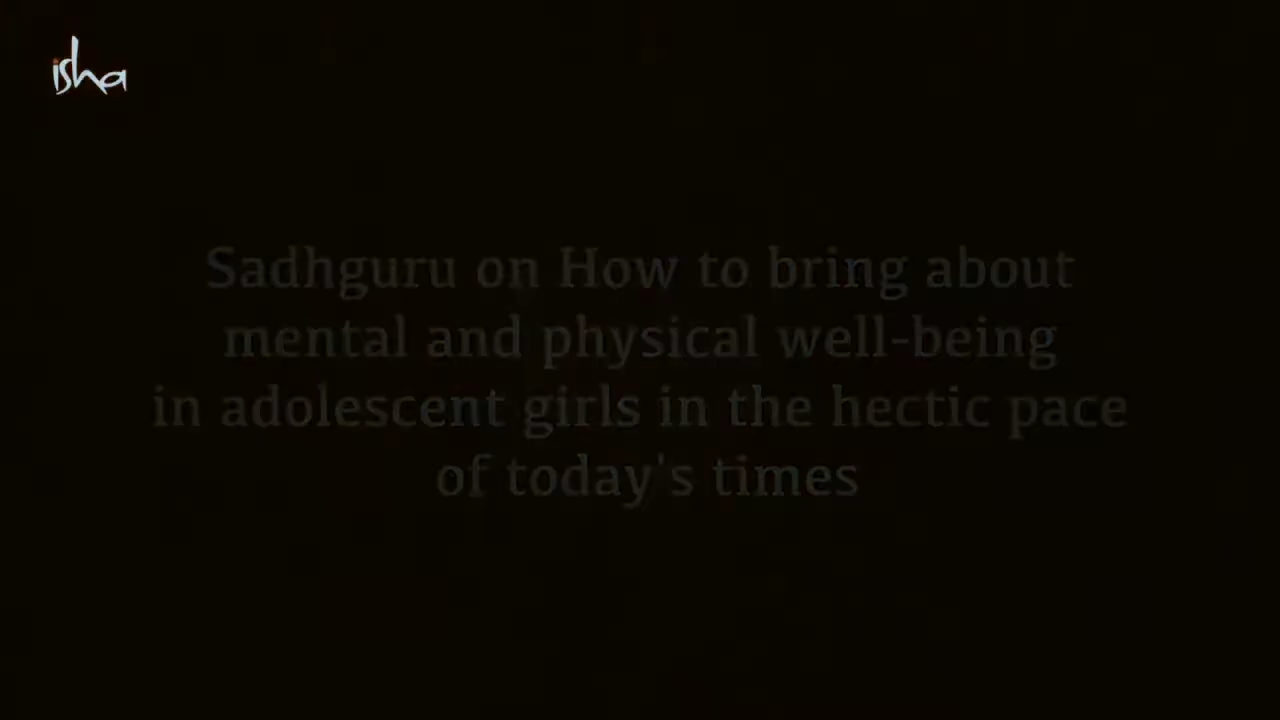 isha
Sadhguru on How to bring about
mental and physical well-being
in adolescent girls in the hectic pace
of today's times